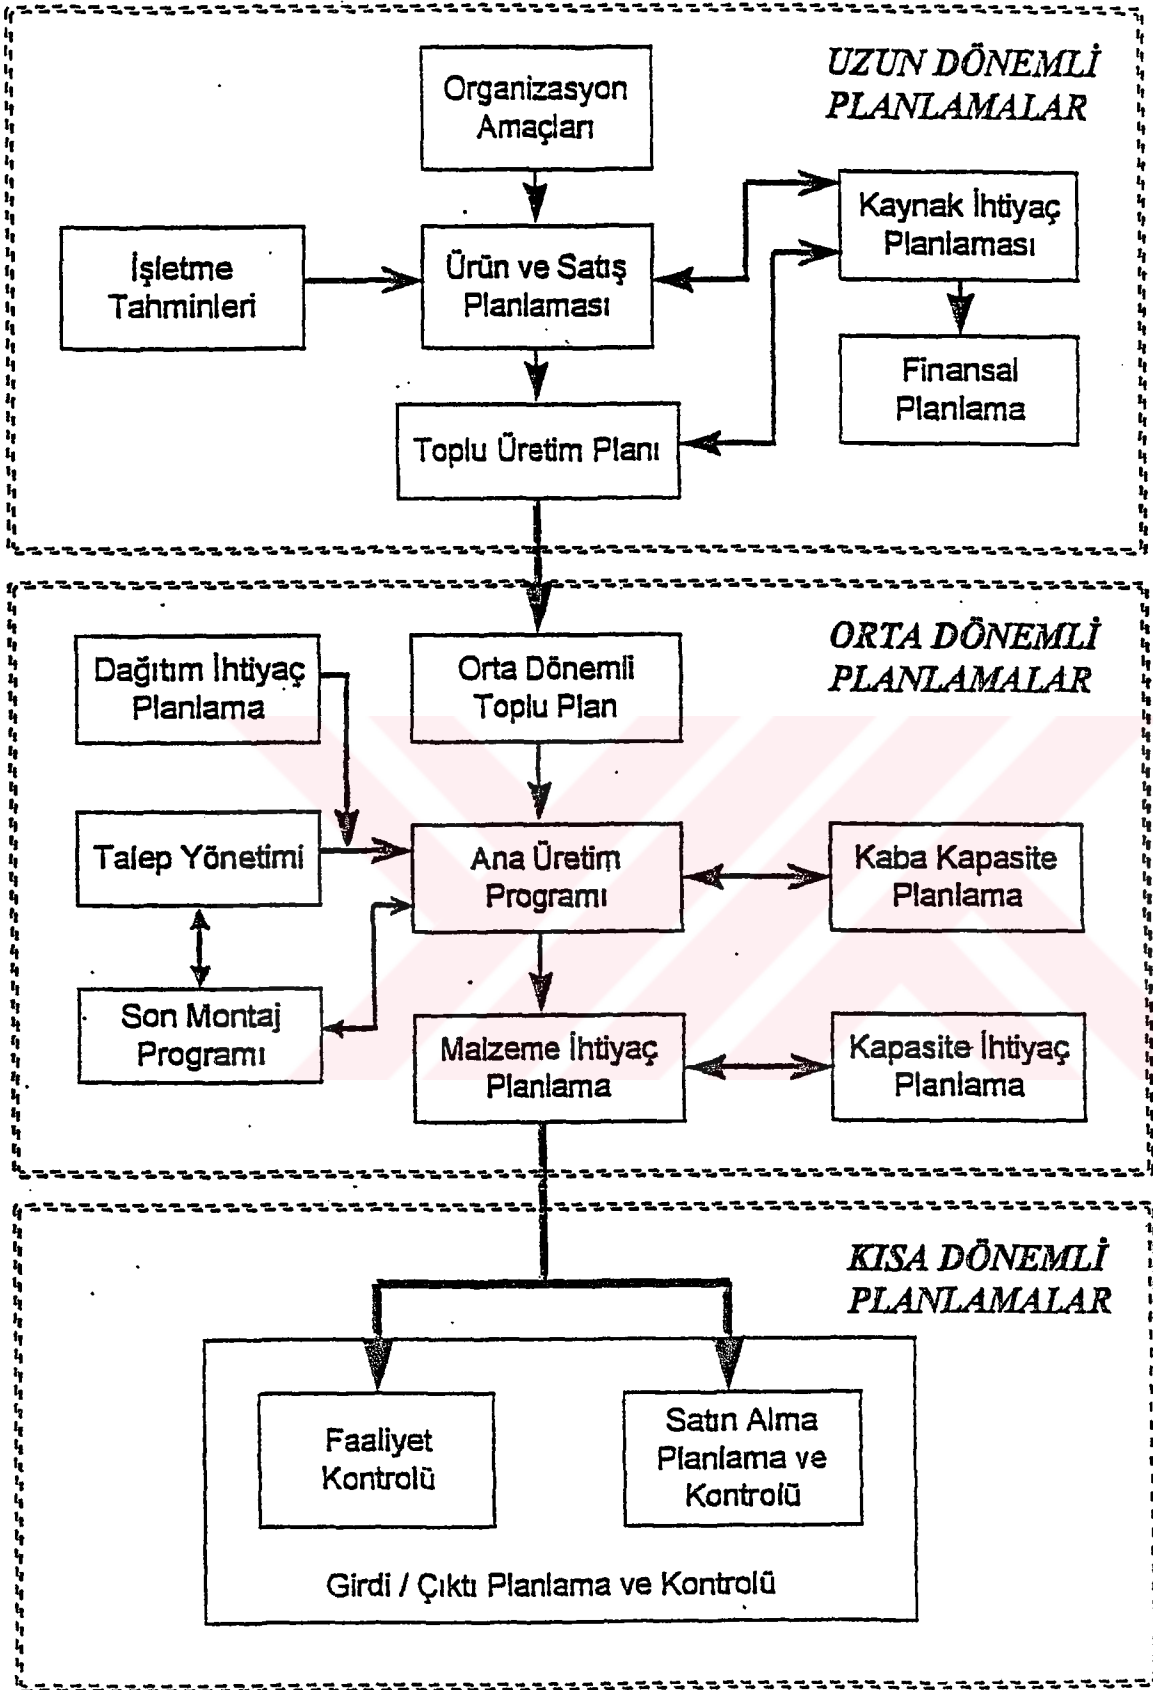 UZUN DÖNEMLİ
PLANLAMALAR
Organizasyon
Amaçları
Kaynak İhtiyaç
Planlaması
İşletme
Tahminleri
Ürün ve Satış
Planlaması
Finansal
Planlama
Toplu Üretim Planı
ORTA DÖNEMLİ
PLANLAMALAR
Dağıtım İhtiyaç
Planlama
Orta Dönemli
Toplu Plan
Talep Yönetimi
Ana Üretim
Programı
Kaba Kapasite
Planlama
Son Montaj
Programı
Malzeme İhtiyaç
Planlama
Kapasite İhtiyaç
Planlama
KISA DÖNEMLİ
PLANLAMALAR
Faaliyet
Kontrolü
Satın Alma
Planlama ve
Kontrolü
Girdi / Çıktı Planlama ve Kontrolü